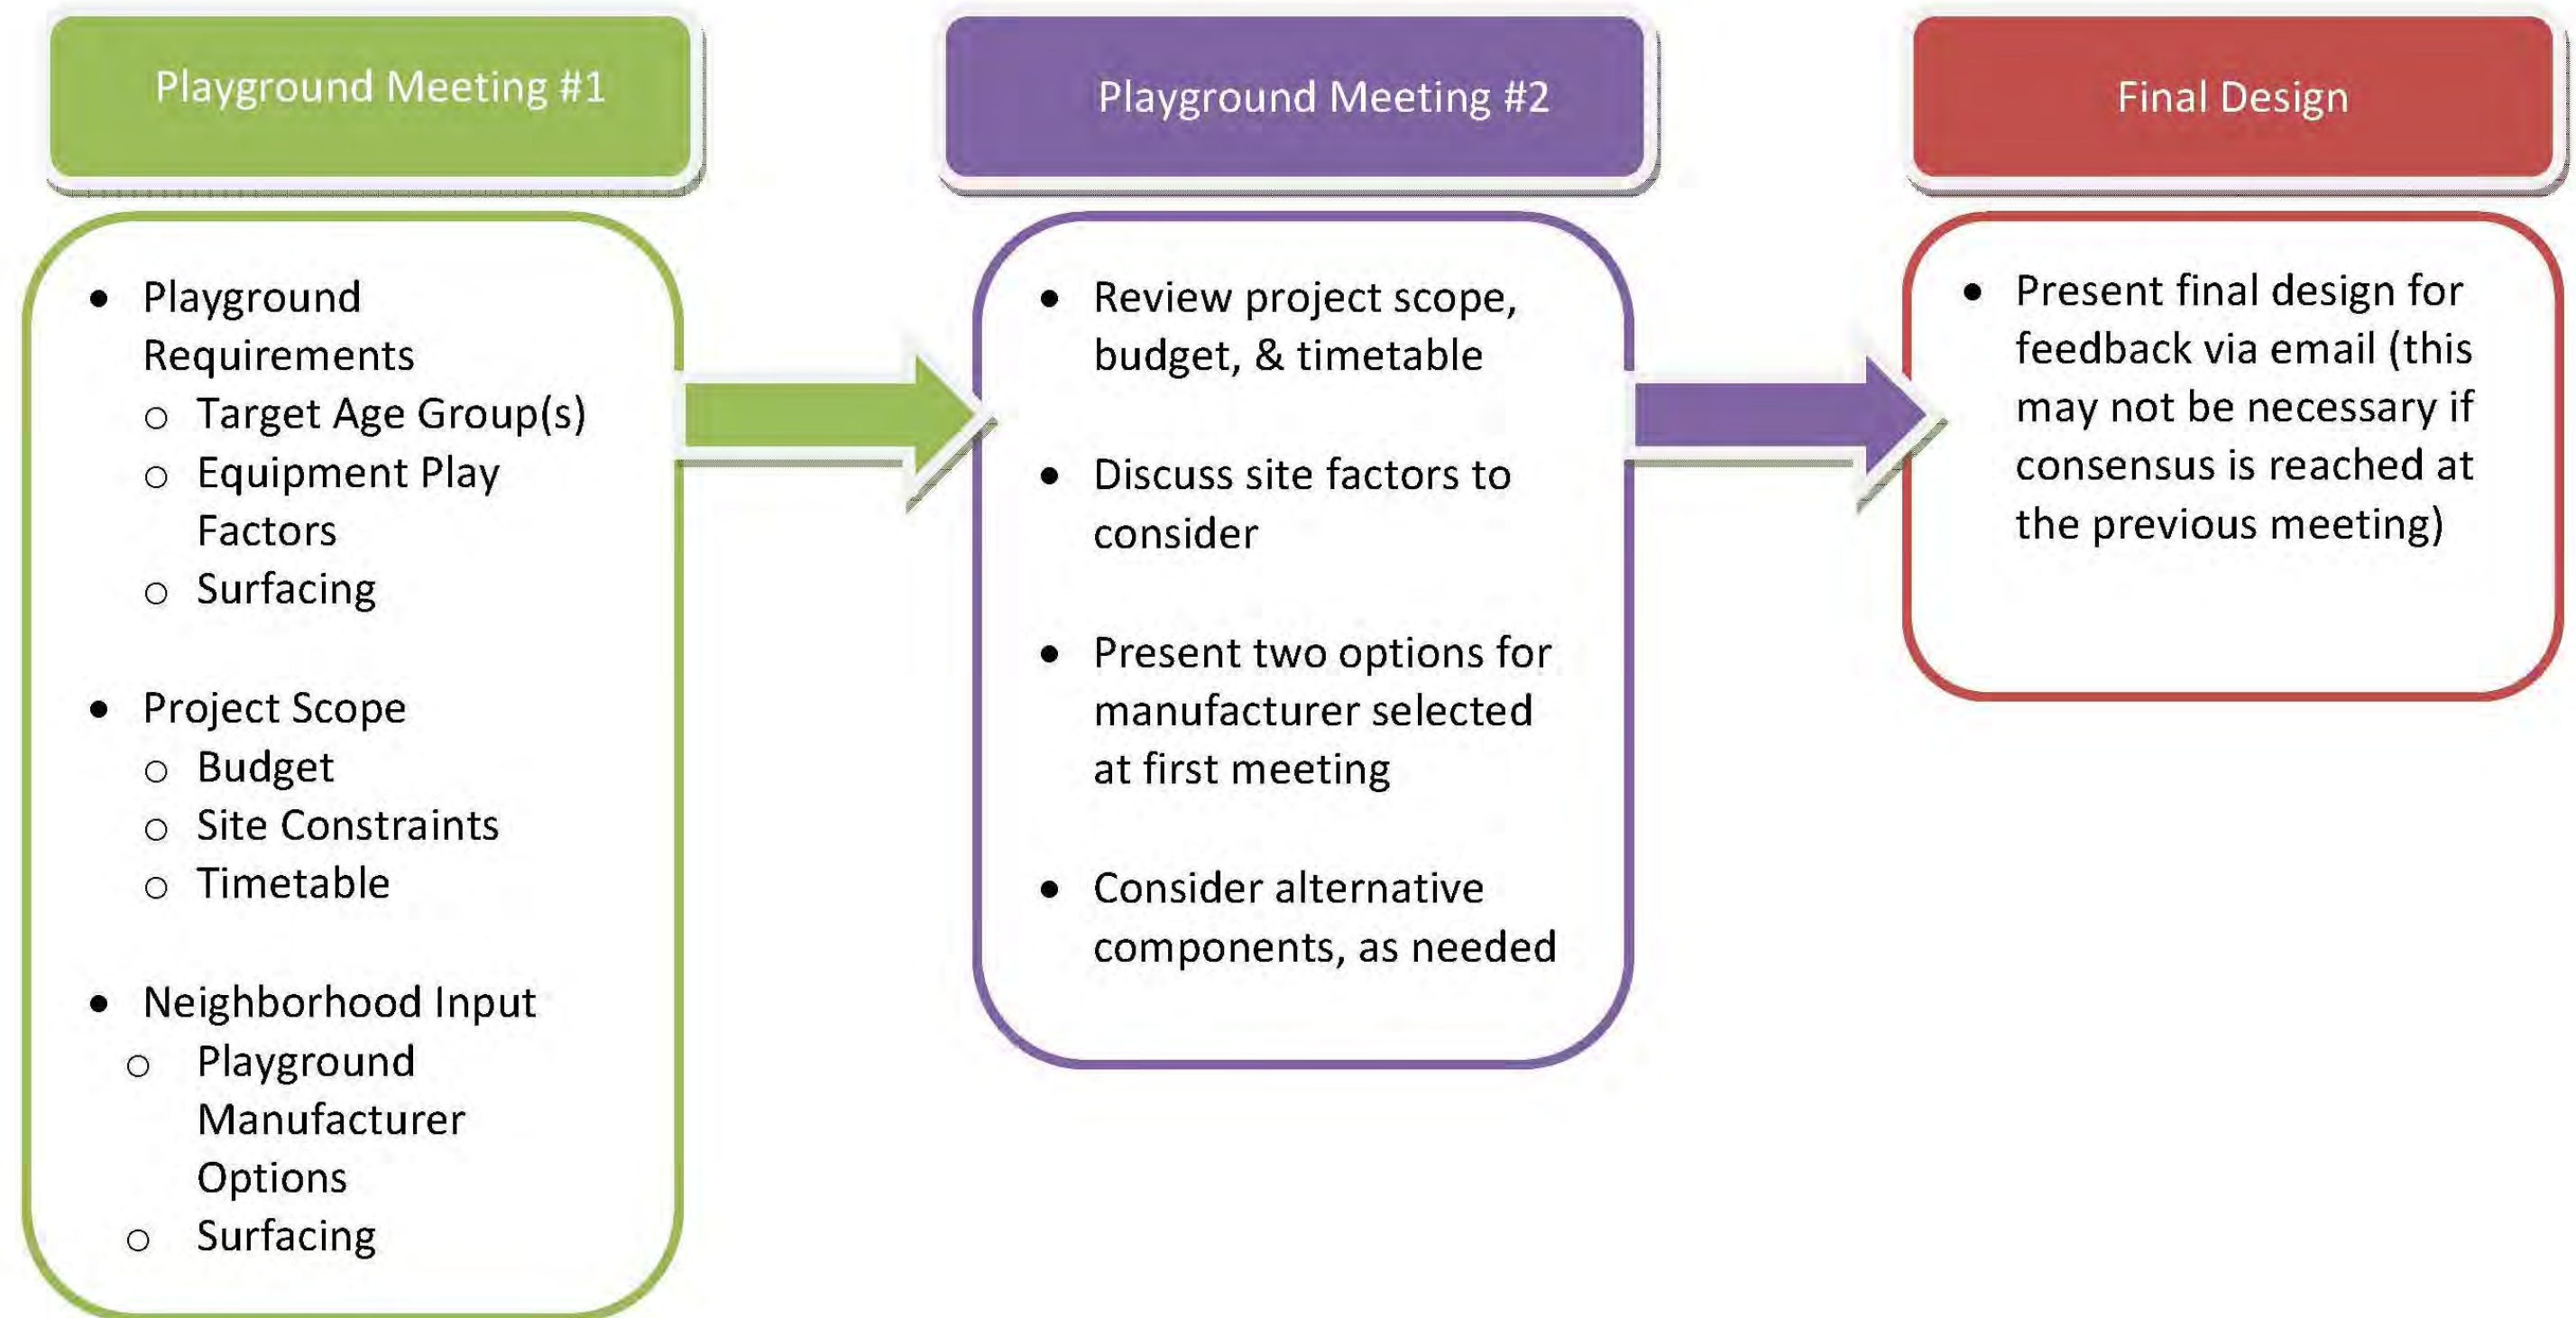 Playground Meeting #1
• Playground
Requirements
○ Target Age Group(s)
○ Equipment Play
Factors
○ Surfacing
• Project Scope
○ Budget
○ Site Constraints
○ Timetable
• Neighborhood Input
○ Playground
Manufacturer
Options
○ Surfacing
Playground Meeting #2
• Review project scope,
budget, & timetable
• Discuss site factors to
consider
• Present two options for
manufacturer selected
at first meeting
• Consider alternative
components, as needed
Final Design
• Present final design for
feedback via email (this
may not be necessary if
consensus is reached at
the previous meeting)